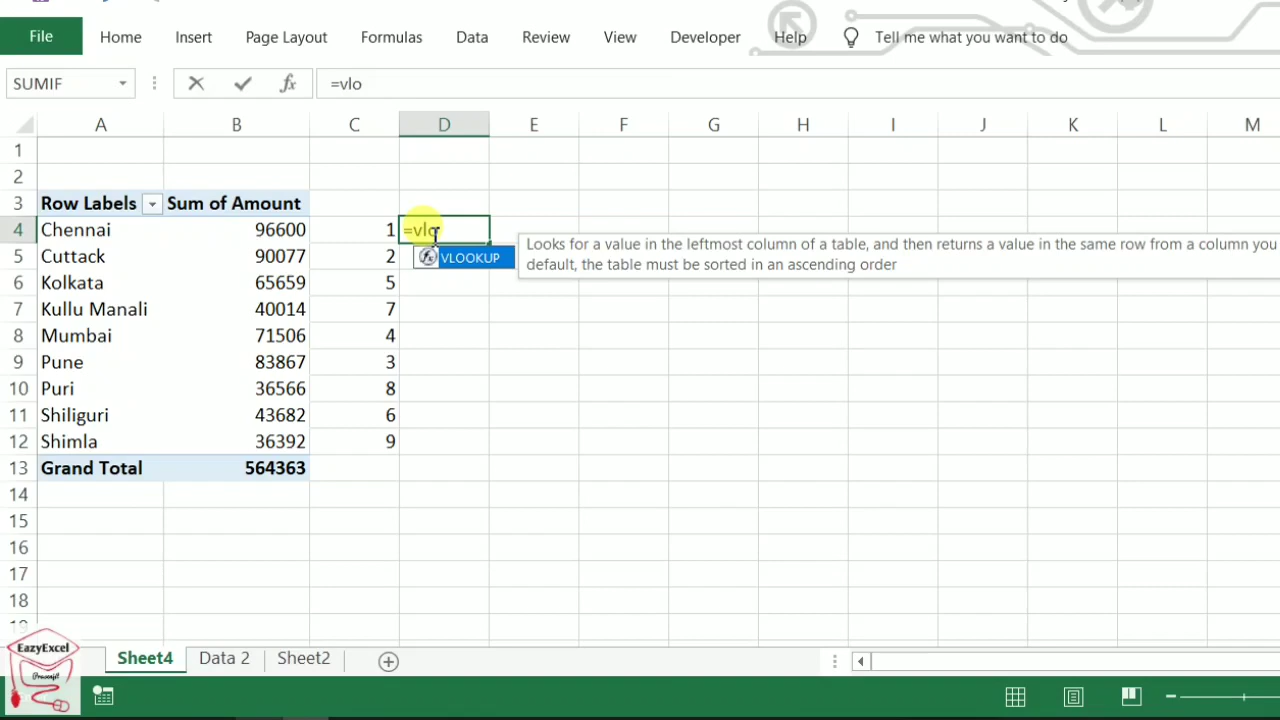 File Home Insert Page Layout Formulas Data Review View Developer Help Tell me what you want to do
SUMIF =vlo
A B C D E F G H I J K L M
1
2
3 Row Labels Sum of Amount
4 Chennai 96600 1 =vlo
5 Cuttack 90077 2 VLOOKUP Looks for a value in the leftmost column of a table, and then returns a value in the same row from a column you
default, the table must be sorted in an ascending order
6 Kolkata 65659 5
7 Kullu Manali 40014 7
8 Mumbai 71506 4
9 Pune 83867 3
10 Puri 36566 8
11 Shiliguri 43682 6
12 Shimla 36392 9
13 Grand Total 564363
14
15
16
17
18
19
EazyExcel
Sheet4 Data 2 Sheet2